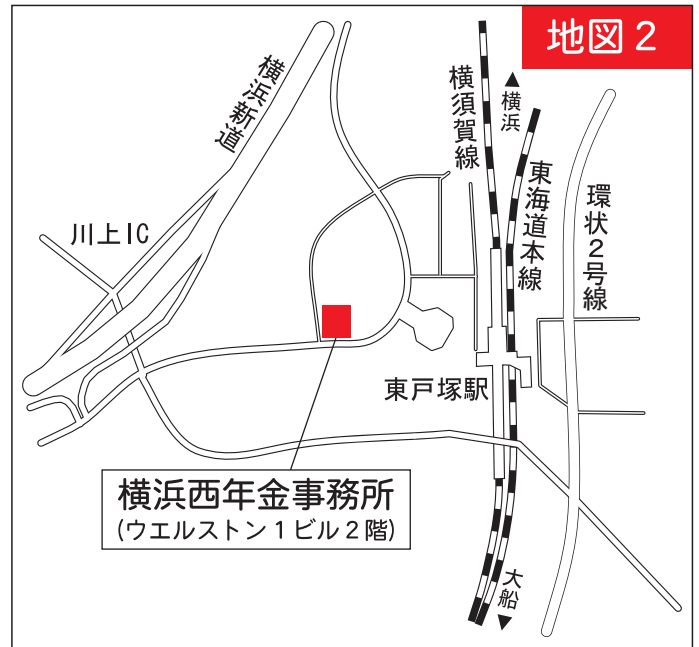 地図2
横浜新道
横須賀線
▲横浜
東海道本線
環状2号線
川上IC
東戸塚駅
横浜西年金事務所
(ウエルストン1ビル2階)
大船▼